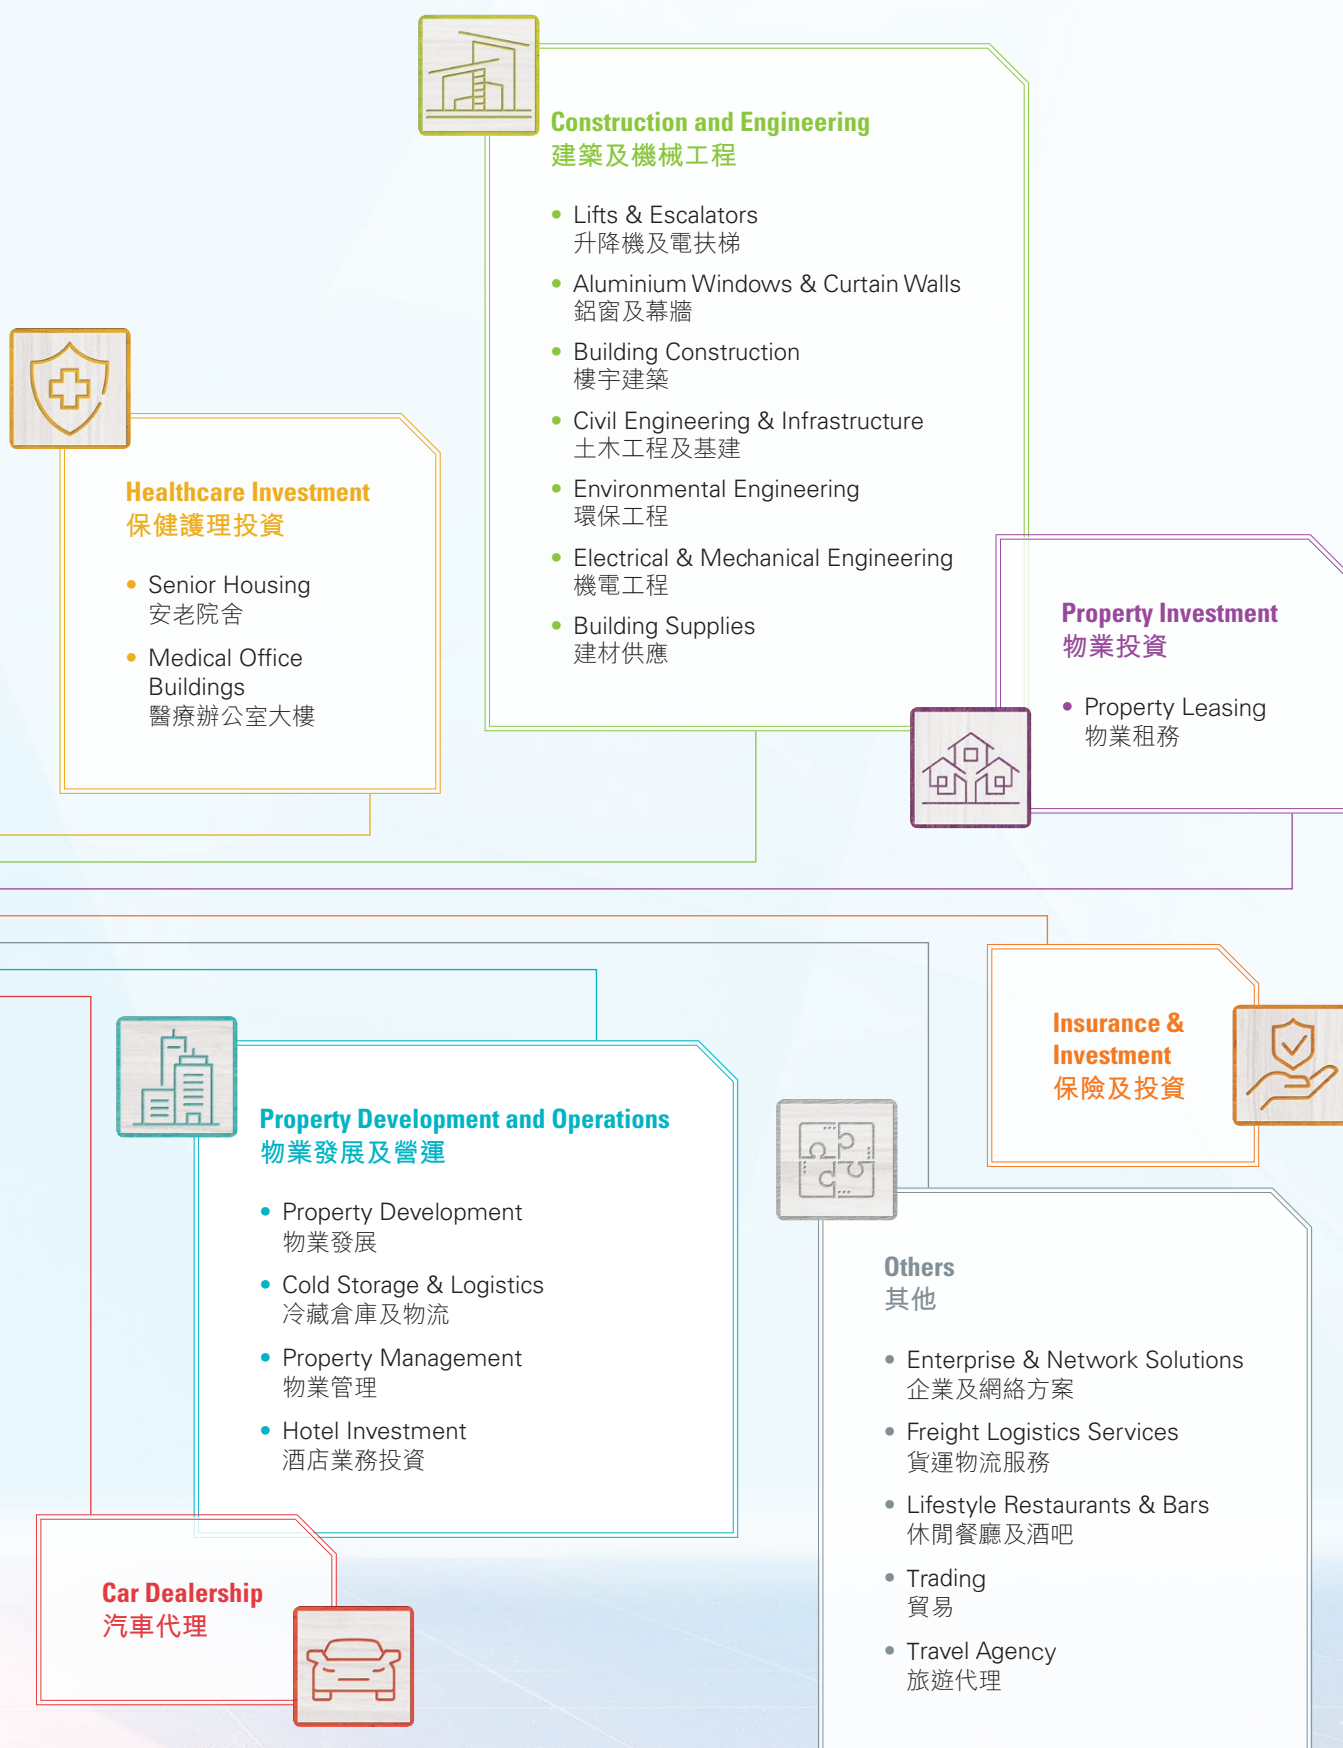 Construction and Engineering
建築及機械工程
• Lifts & Escalators
升降機及電扶梯
• Aluminium Windows & Curtain Walls
鋁窗及幕牆
• Building Construction
樓宇建築
• Civil Engineering & Infrastructure
土木工程及基建
• Environmental Engineering
環保工程
• Electrical & Mechanical Engineering
機電工程
• Building Supplies
建材供應
Healthcare Investment
保健護理投資
• Senior Housing
安老院舍
• Medical Office
Buildings
醫療辦公室大樓
Property Investment
物業投資
• Property Leasing
物業租務
Insurance &
Investment
保險及投資
Property Development and Operations
物業發展及營運
• Property Development
物業發展
• Cold Storage & Logistics
冷藏倉庫及物流
• Property Management
物業管理
• Hotel Investment
酒店業務投資
Others
其他
• Enterprise & Network Solutions
企業及網絡方案
• Freight Logistics Services
貨運物流服務
• Lifestyle Restaurants & Bars
休閒餐廳及酒吧
• Trading
貿易
• Travel Agency
旅遊代理
Car Dealership
汽車代理